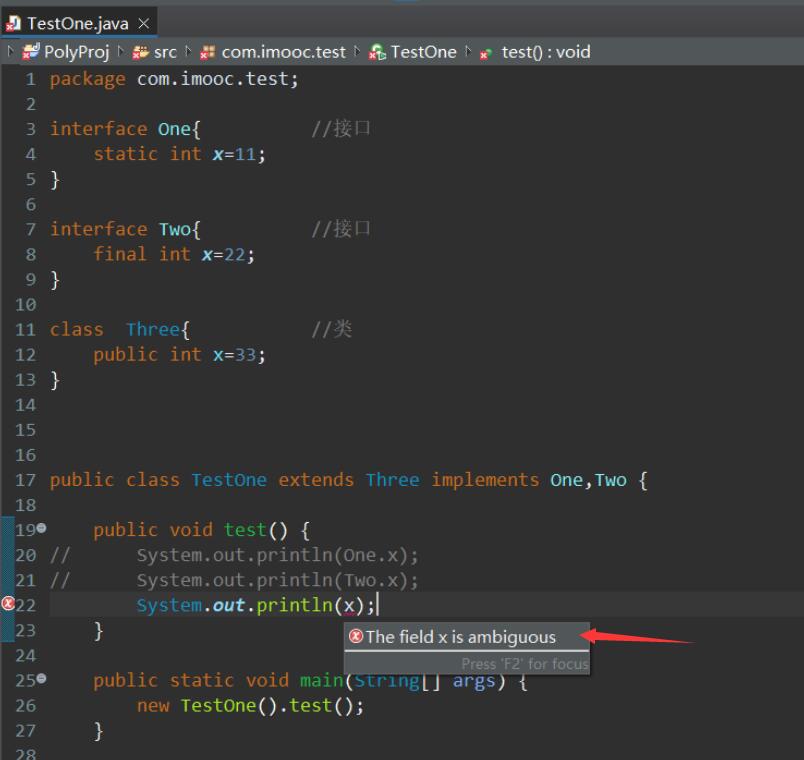 TestOne.java
PolyProj src com.imooc.test TestOne test() : void
1 package com.imooc.test;
2
3 interface One{ //接口
4 static int x=11;
5 }
6
7 interface Two{ //接口
8 final int x=22;
9 }
10
11 class Three{ //类
12 public int x=33;
13 }
14
15
16
17 public class TestOne extends Three implements One,Two {
18
19 public void test() {
20 // System.out.println(One.x);
21 // System.out.println(Two.x);
22 System.out.println(x);
23 }
The field x is ambiguous
24
Press 'F2' for focus
25 public static void main(String[] args) {
26 new TestOne().test();
27 }
28